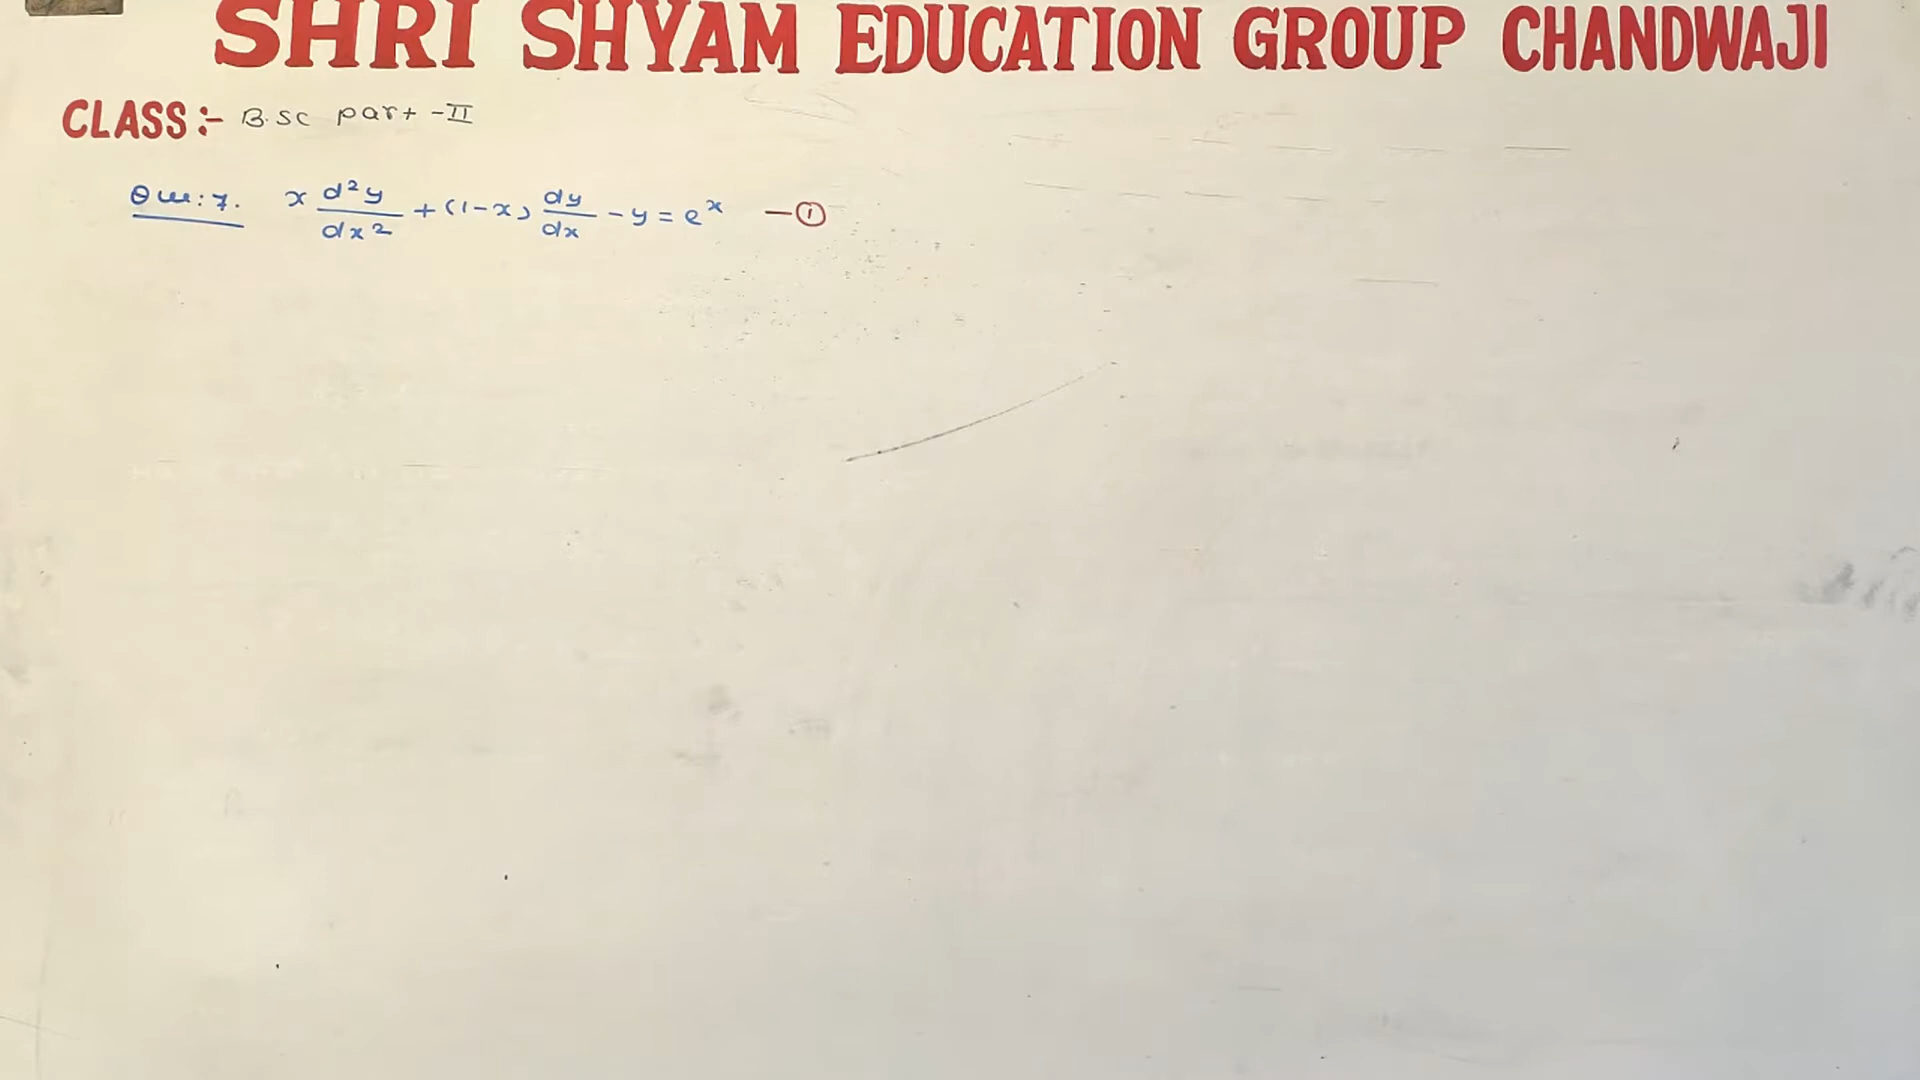 SHRI SHYAM EDUCATION GROUP CHANDWAJI
CLASS :- B.SC part -II
Que:7. x d²y/dx² + (1-x) dy/dx - y = eˣ —①